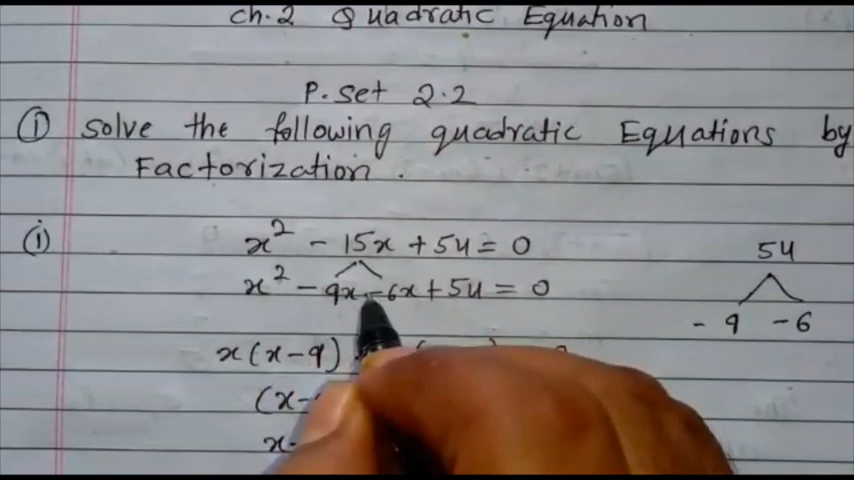 ch.2 Quadratic Equation
P. set 2.2
① solve the following quadratic Equations by
Factorization.
(i) x² - 15x + 54 = 0
54
x² - 9x - 6x + 54 = 0
- 9 - 6
x(x-9)
(x-
x-